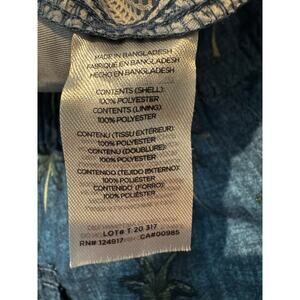 MADE IN BANGLADESH
FABRIQUÉ EN BANGLADESH
HECHO EN BANGLADESH
CONTENTS (SHELL):
100% POLYESTER
CONTENTS (LINING):
100% POLYESTER
CONTENU (TISSU EXTÉRIEUR):
100% POLYESTER
CONTENU (DOUBLURE):
100% POLYESTER
CONTENIDO (TEJIDO EXTERNO):
100% POLIÉSTER
CONTENIDO (FORRO):
100% POLIÉSTER
LOT# T 20 317
RN# 124917 CA#00985